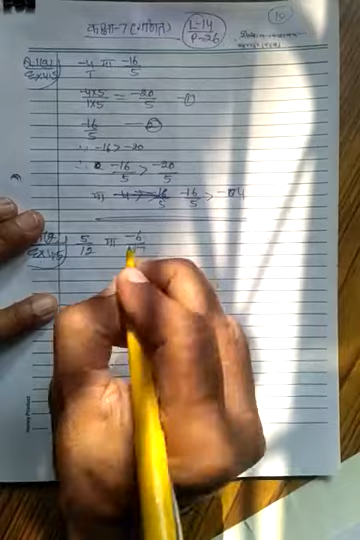 कक्षा-7 (गणित)
L-14
P-26
10
Ex 4.5
-4/1 या -16/5
-4×5/1×5 = -20/5 - ①
-16/5 - ②
∵ -16 > -20
∴ -16/5 > -20/5
या -16/5 > -4
Ex 4.5
5/12 या -6